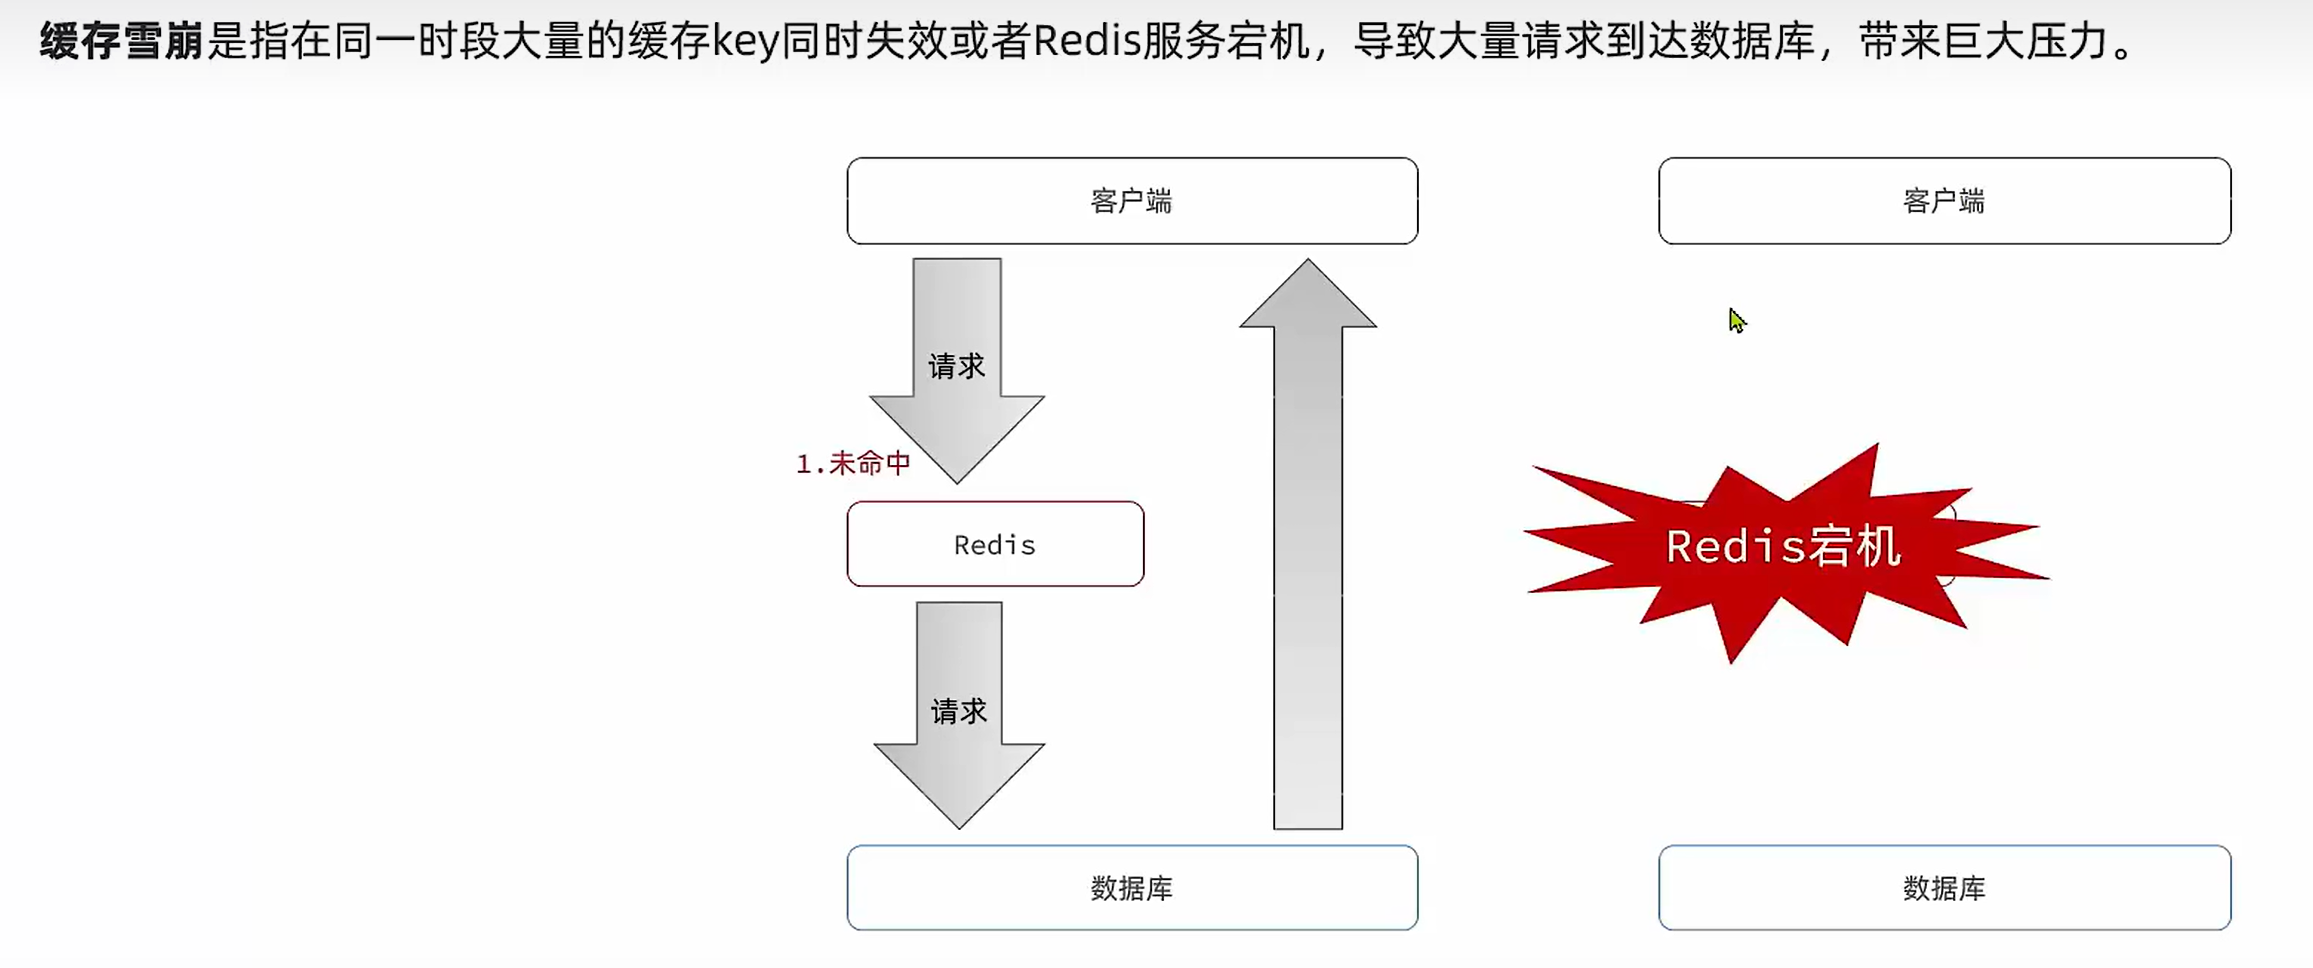 缓存雪崩是指在同一时段大量的缓存key同时失效或者Redis服务宕机，导致大量请求到达数据库，带来巨大压力。
客户端
客户端
请求
1.未命中
Redis
Redis宕机
请求
数据库
数据库